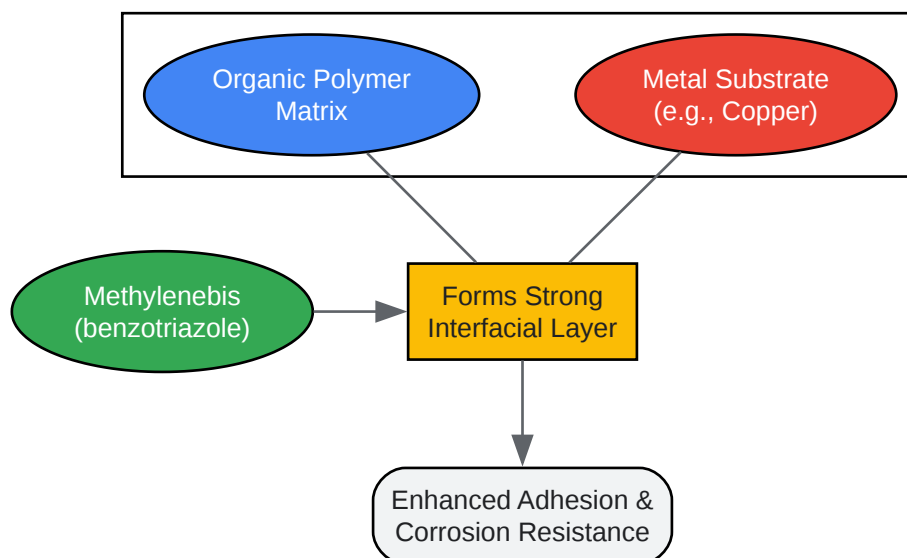 Organic Polymer
Matrix
Metal Substrate
(e.g., Copper)
Methylenebis
(benzotriazole)
Forms Strong
Interfacial Layer
Enhanced Adhesion &
Corrosion Resistance